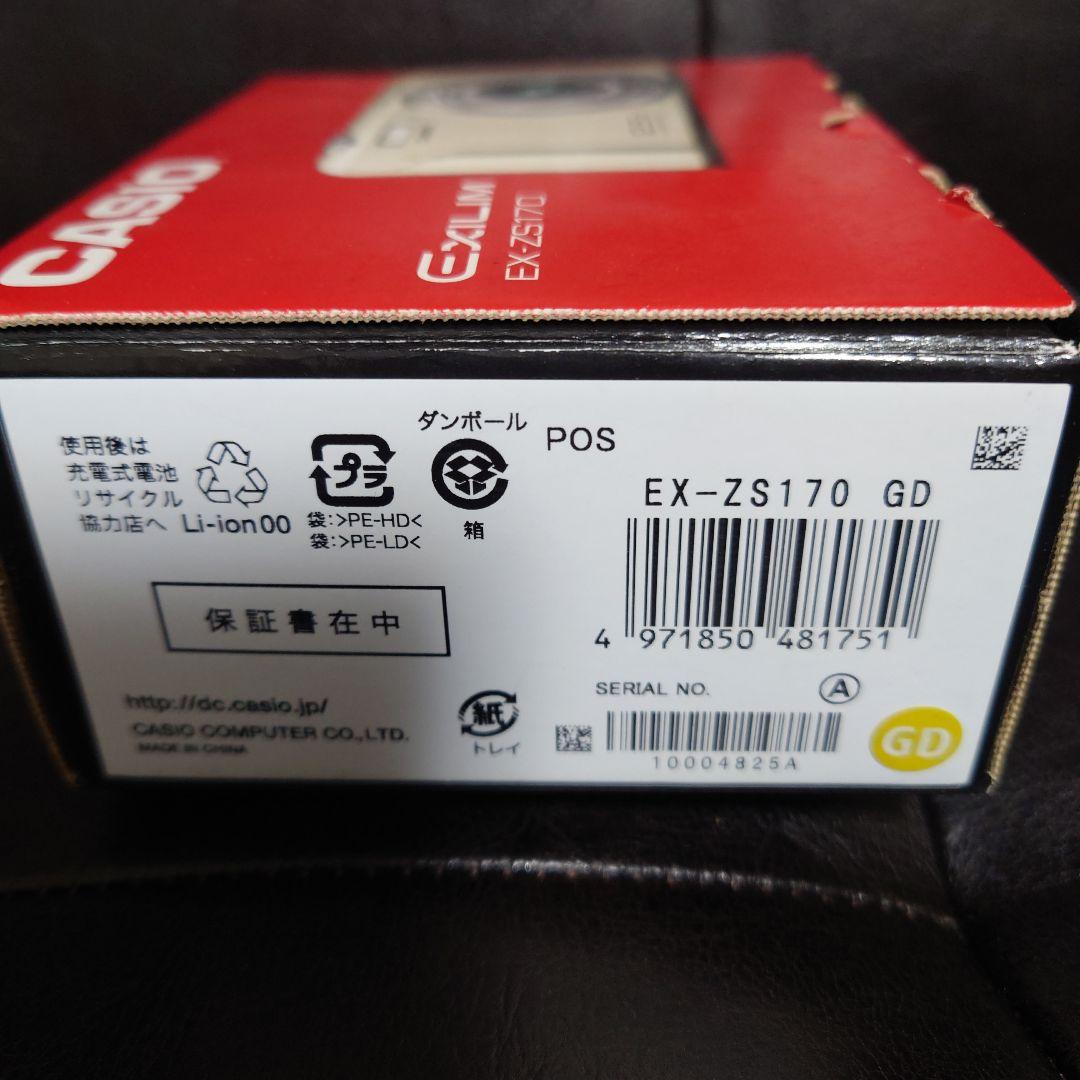 CASIO
EXILIM
EX-ZS170
使用後は
充電式電池
リサイクル
協力店へ Li-ion00
プラ
袋:>PE-HD<
袋:>PE-LD<
ダンボール
箱
POS
EX-ZS170 GD
4 971850 481751
保証書在中
http://dc.casio.jp/
CASIO COMPUTER CO.,LTD.
MADE IN CHINA
紙
トレイ
SERIAL NO.
A
10004825A
GD